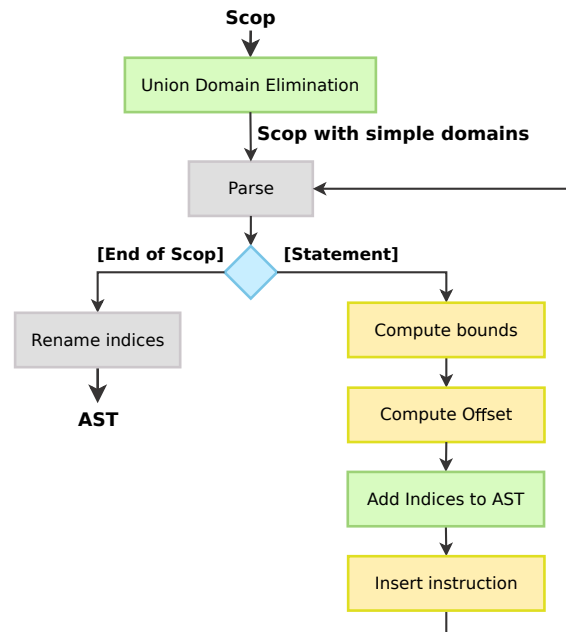 Scop
Union Domain Elimination
Scop with simple domains
Parse
[End of Scop]
[Statement]
Rename indices
Compute bounds
AST
Compute Offset
Add Indices to AST
Insert instruction